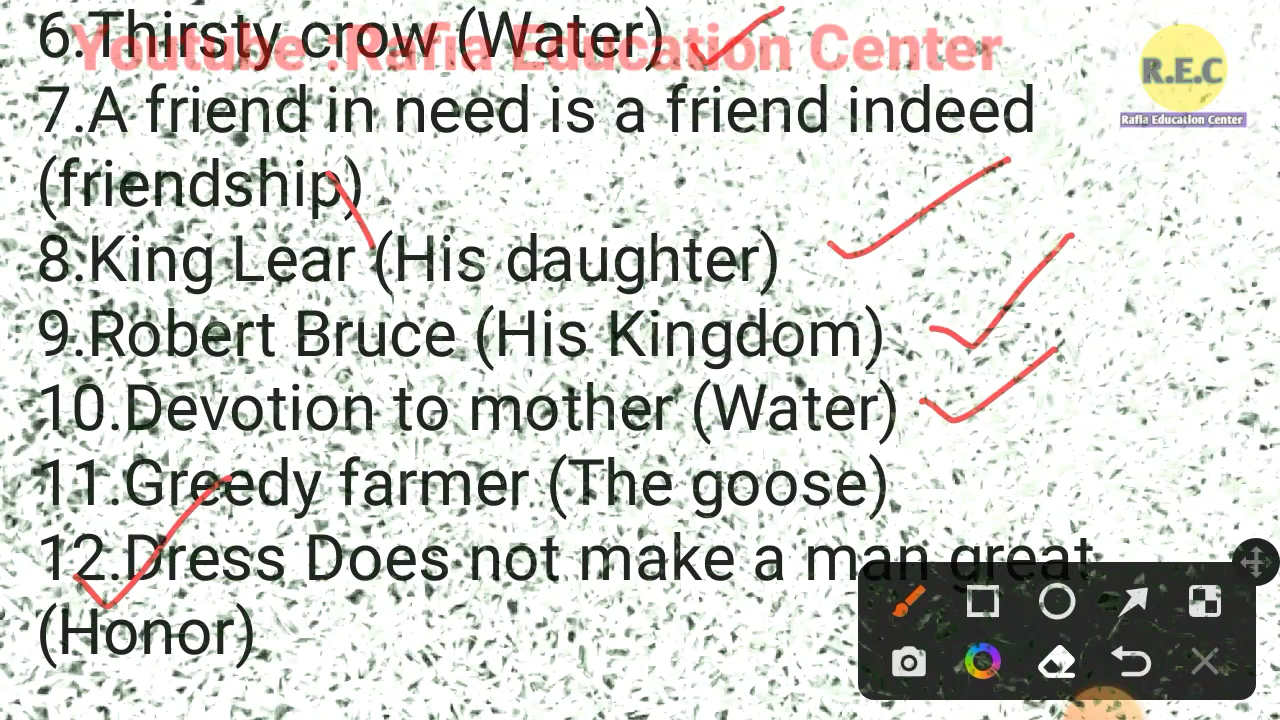 6.Thirsty crow (Water)
Youtube :Rafia Education Center
R.E.C
Rafia Education Center
7.A friend in need is a friend indeed
(friendship)
8.King Lear (His daughter)
9.Robert Bruce (His Kingdom)
10.Devotion to mother (Water)
11.Greedy farmer (The goose)
12.Dress Does not make a man great
(Honor)